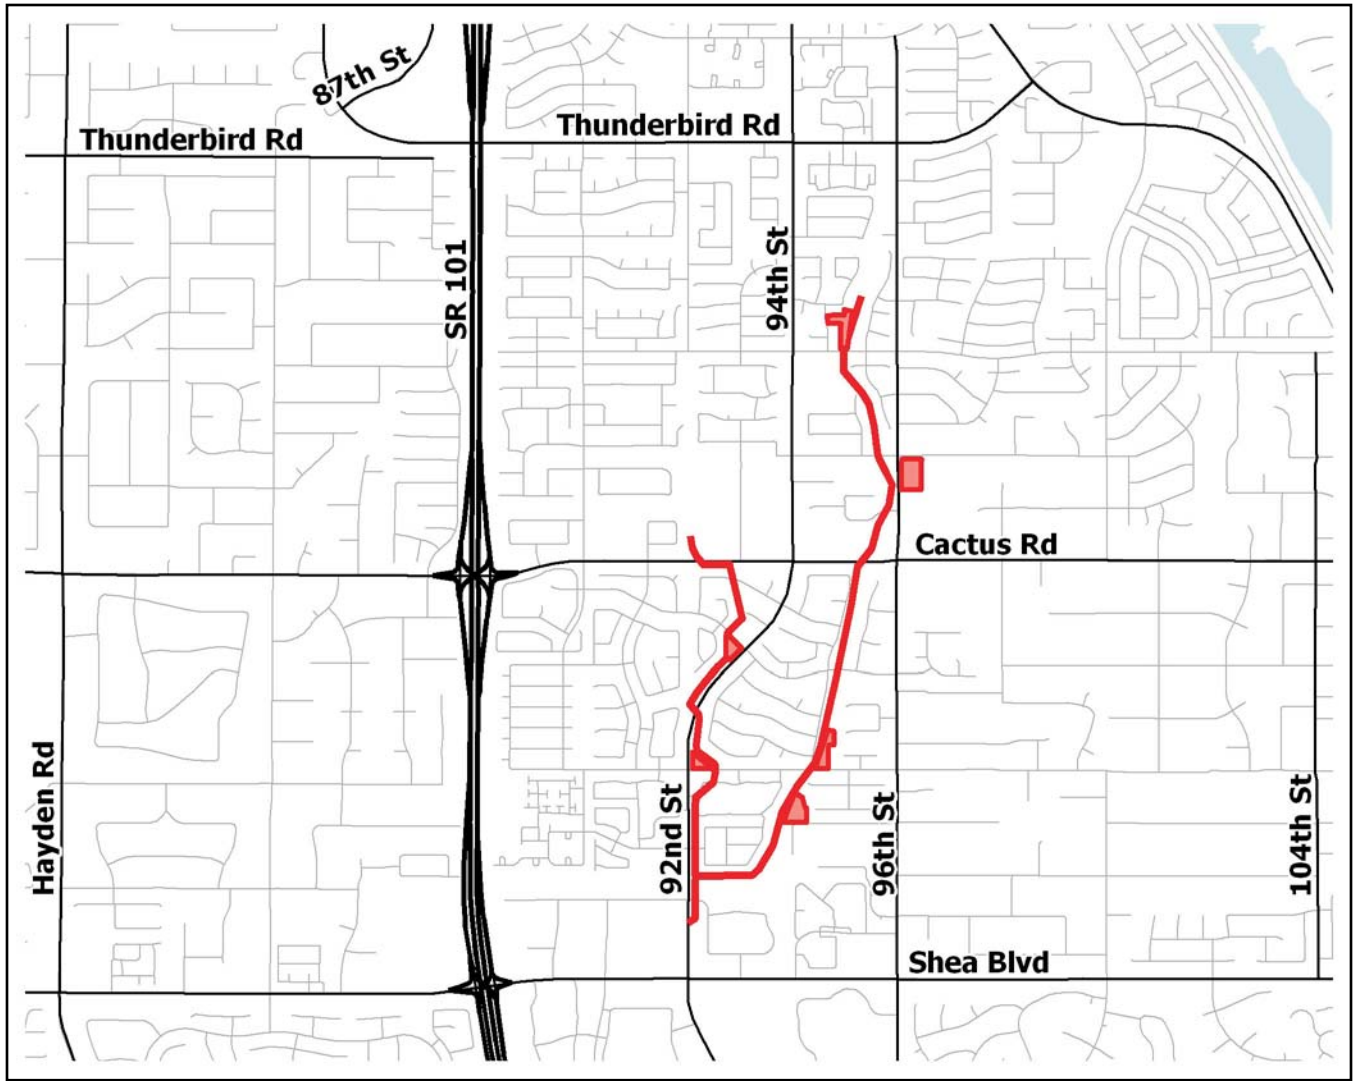 87th St
Thunderbird Rd
Thunderbird Rd
SR 101
94th St
Cactus Rd
Hayden Rd
92nd St
96th St
104th St
Shea Blvd